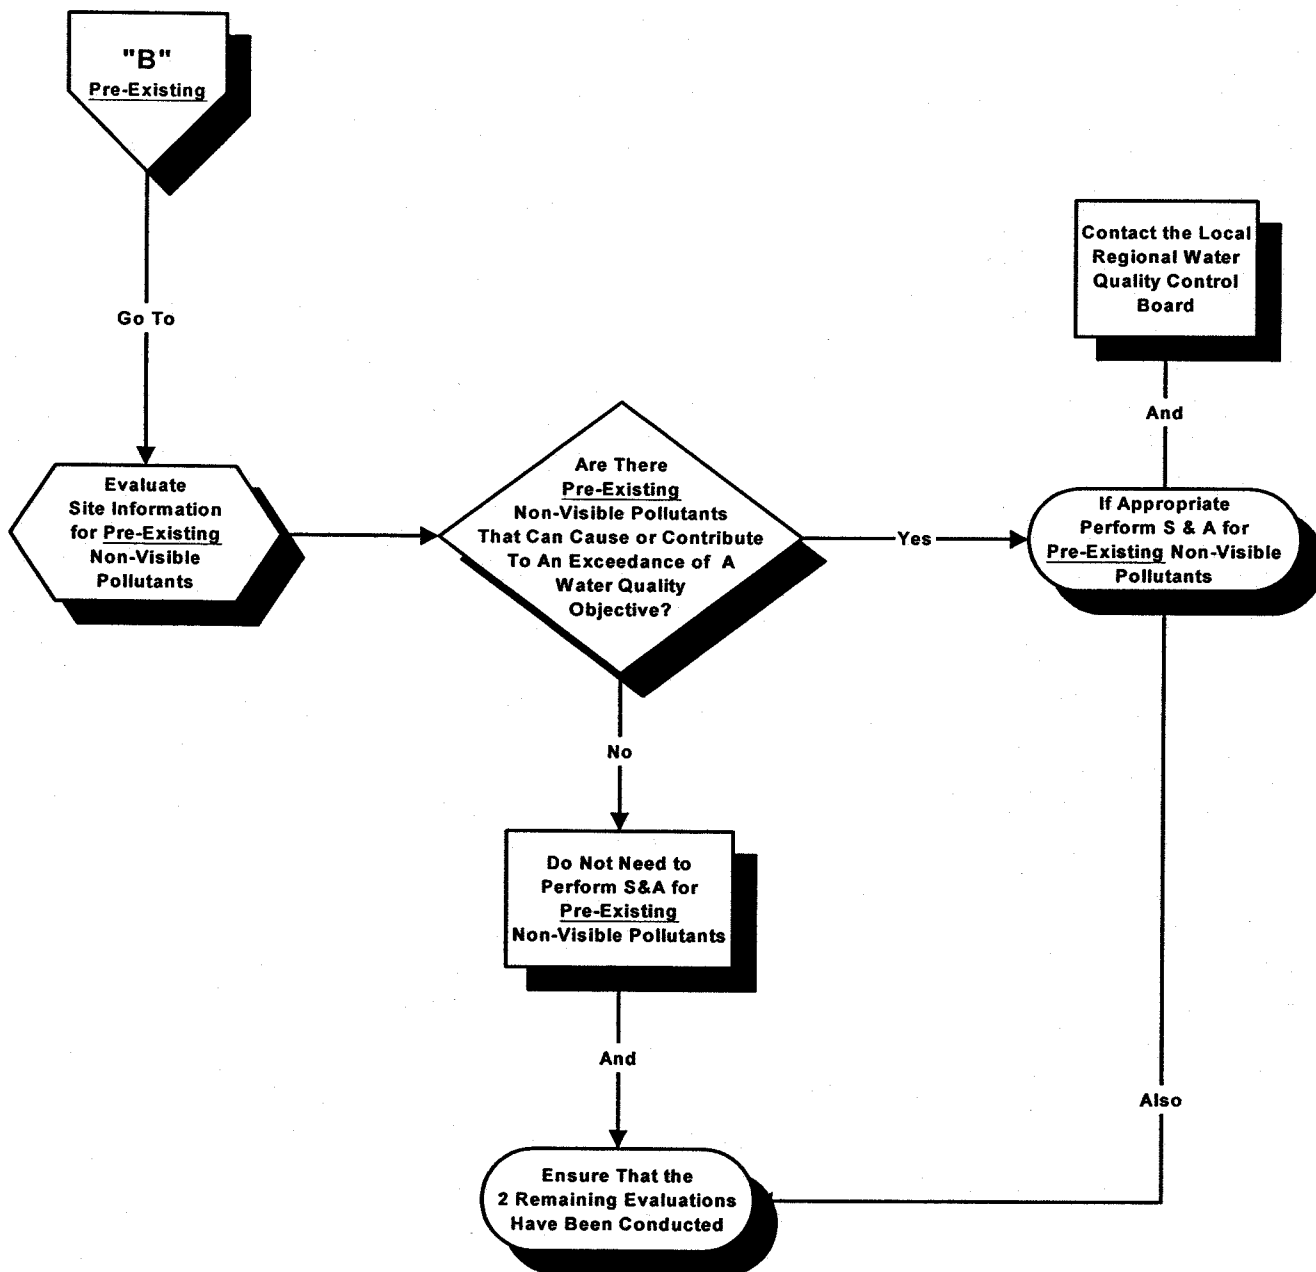 "B"
Pre-Existing
Go To
Evaluate
Site Information
for Pre-Existing
Non-Visible
Pollutants
Are There
Pre-Existing
Non-Visible Pollutants
That Can Cause or Contribute
To An Exceedance of A
Water Quality
Objective?
Yes
Contact the Local
Regional Water
Quality Control
Board
And
If Appropriate
Perform S & A for
Pre-Existing Non-Visible
Pollutants
No
Do Not Need to
Perform S&A for
Pre-Existing
Non-Visible Pollutants
And
Also
Ensure That the
2 Remaining Evaluations
Have Been Conducted